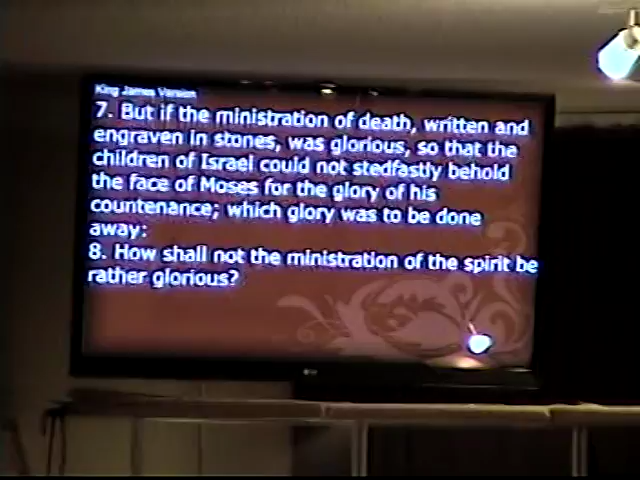 King James Version
7. But if the ministration of death, written and
engraven in stones, was glorious, so that the
children of Israel could not stedfastly behold
the face of Moses for the glory of his
countenance; which glory was to be done
away:
8. How shall not the ministration of the spirit be
rather glorious?
LG